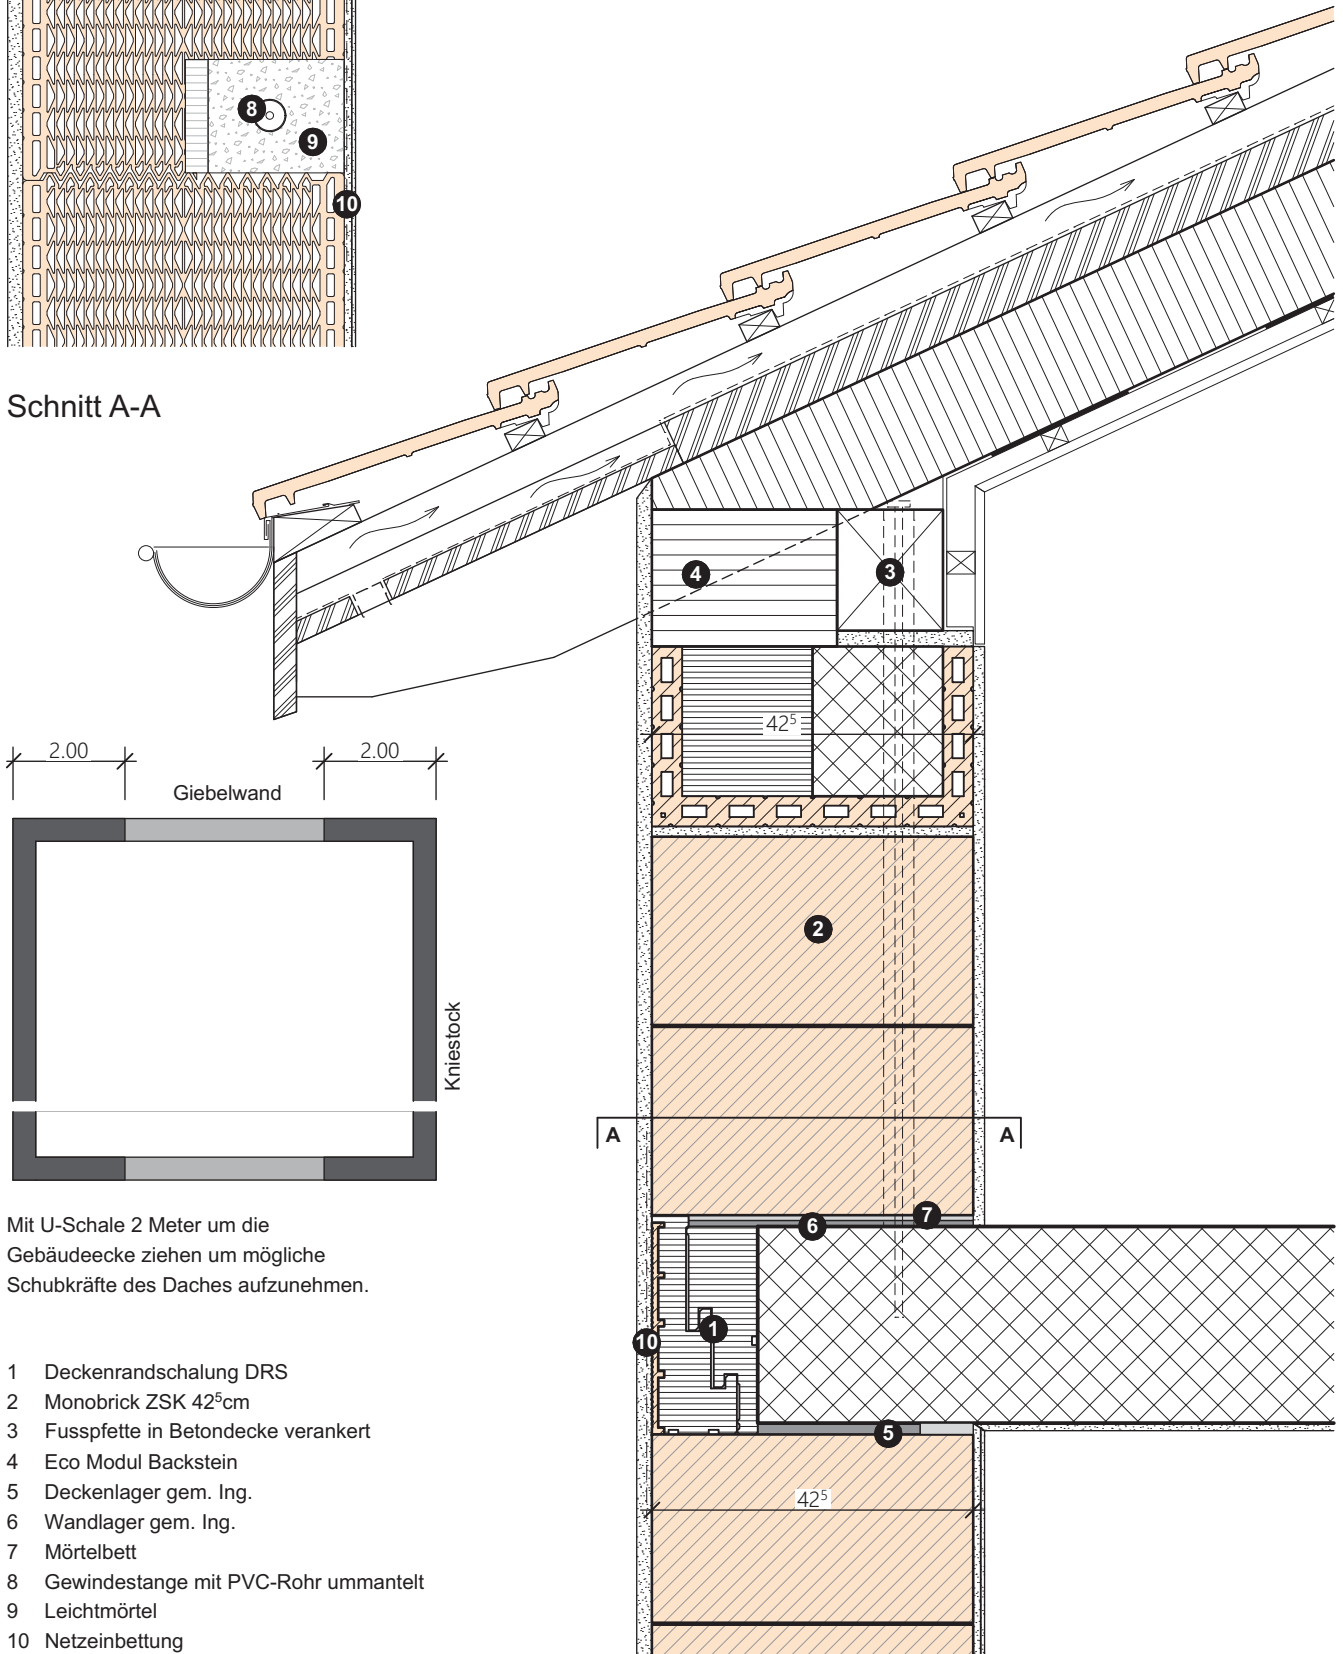 8
9
10
Schnitt A-A
4
3
42⁵
2.00
2.00
Giebelwand
Kniestock
2
A
A
7
6
1
10
5
42⁵
Mit U-Schale 2 Meter um die
Gebäudeecke ziehen um mögliche
Schubkräfte des Daches aufzunehmen.
1 Deckenrandschalung DRS
2 Monobrick ZSK 42⁵cm
3 Fusspfette in Betondecke verankert
4 Eco Modul Backstein
5 Deckenlager gem. Ing.
6 Wandlager gem. Ing.
7 Mörtelbett
8 Gewindestange mit PVC-Rohr ummantelt
9 Leichtmörtel
10 Netzeinbettung